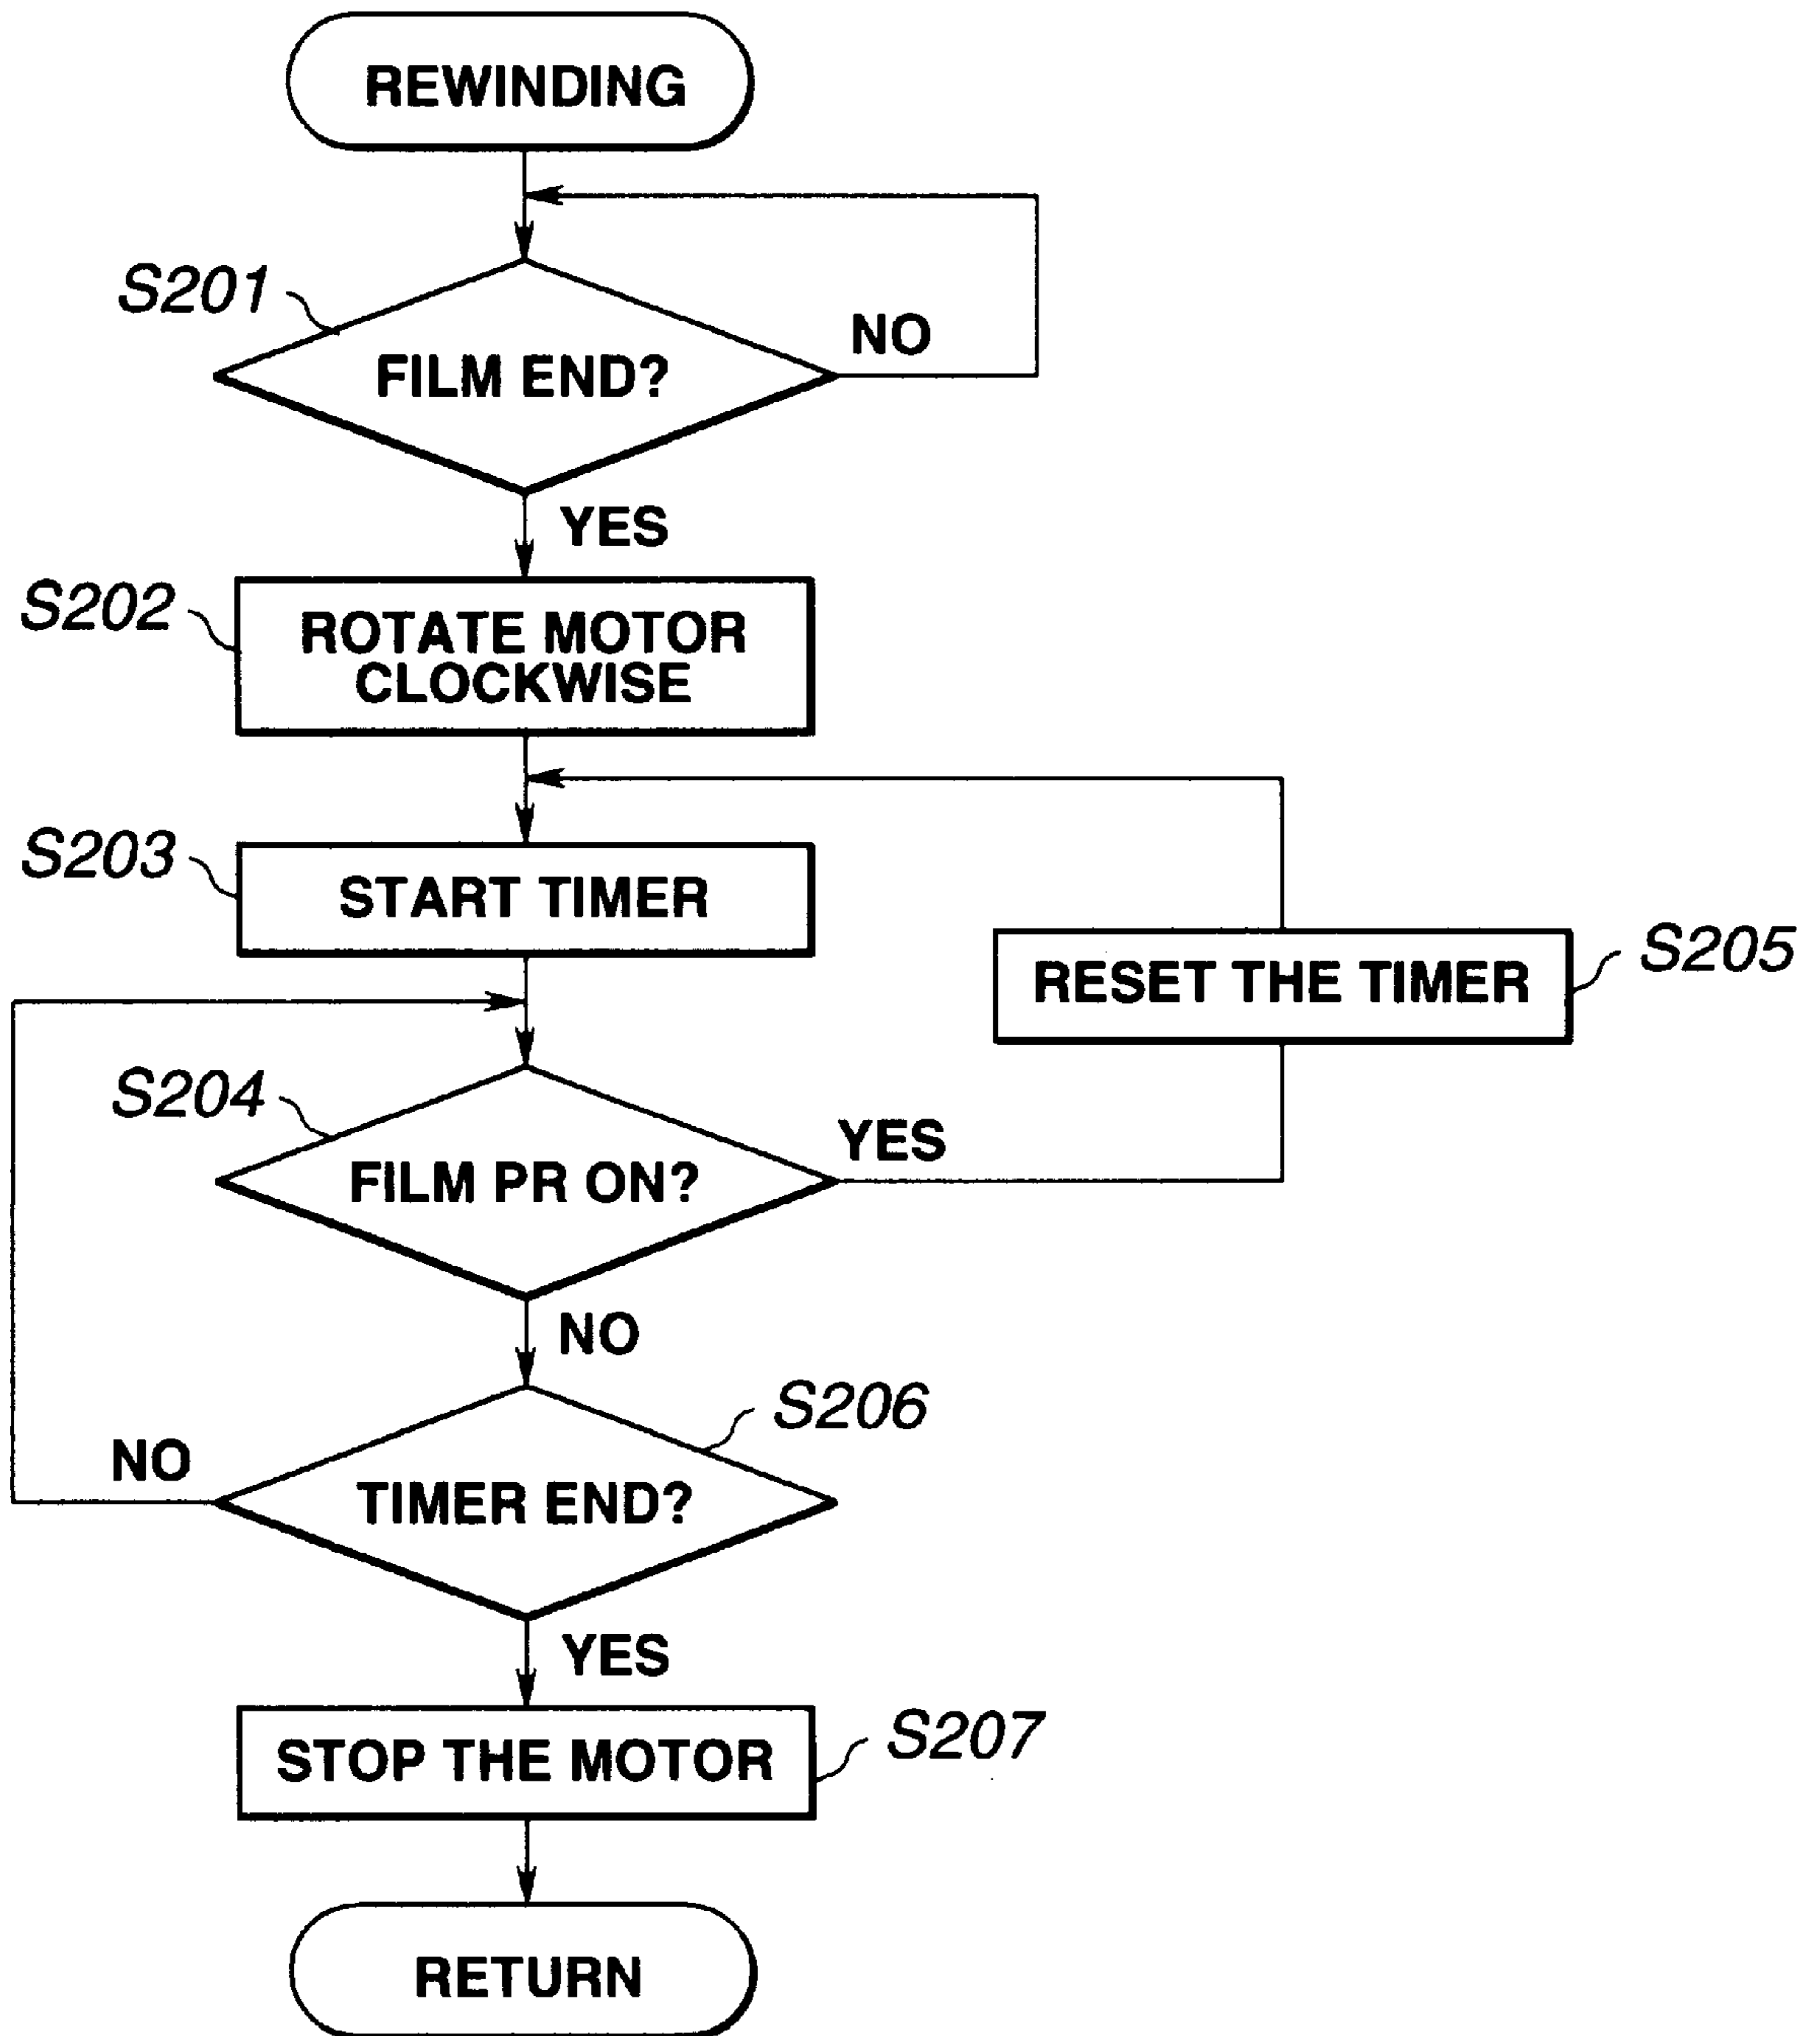 REWINDING
S201
FILM END?
NO
YES
S202
ROTATE MOTOR
CLOCKWISE
S203
START TIMER
S205
RESET THE TIMER
S204
FILM PR ON?
YES
NO
S206
TIMER END?
NO
YES
S207
STOP THE MOTOR
RETURN